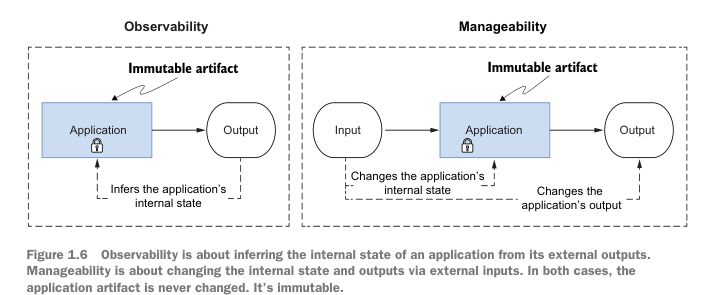 Observability
Manageability
Immutable artifact
Application
Output
Infers the application's
internal state
Immutable artifact
Input
Application
Output
Changes the application's
internal state
Changes the
application's output
Figure 1.6 Observability is about inferring the internal state of an application from its external outputs.
Manageability is about changing the internal state and outputs via external inputs. In both cases, the
application artifact is never changed. It's immutable.